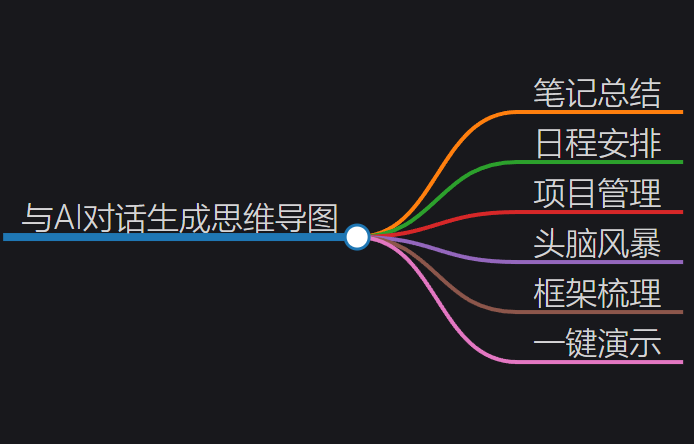 与AI对话生成思维导图
笔记总结
日程安排
项目管理
头脑风暴
框架梳理
一键演示